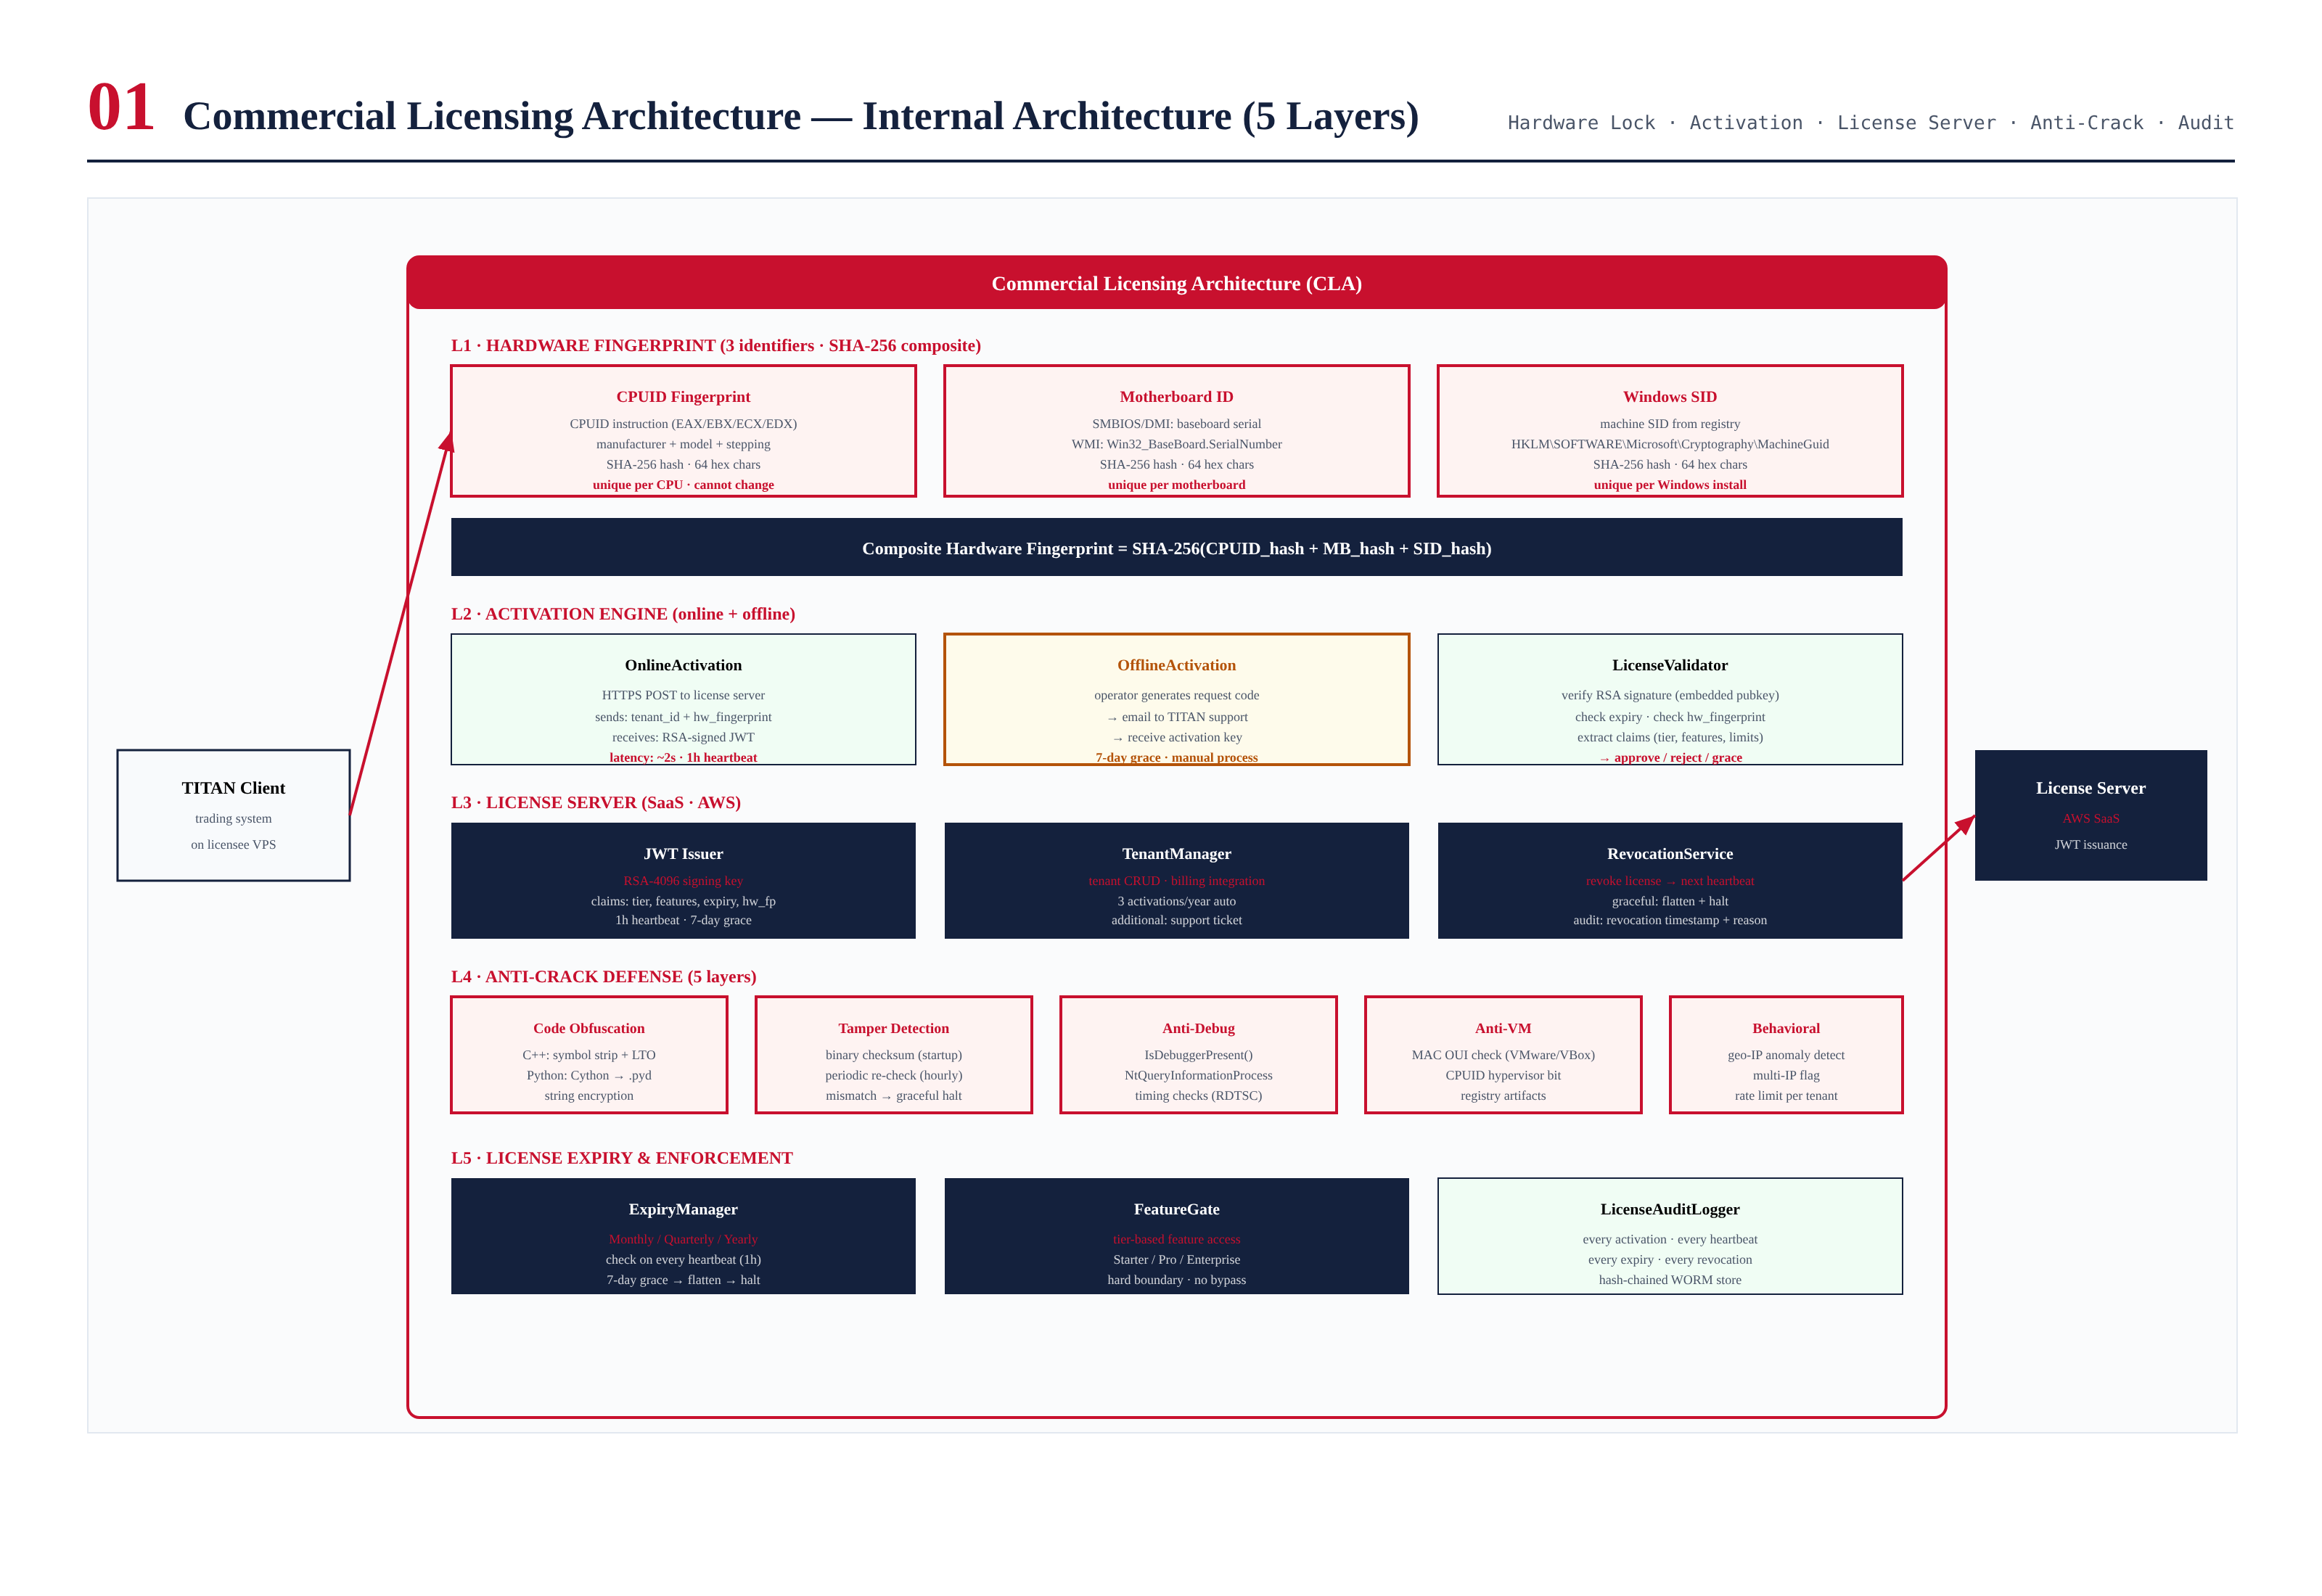 01 Commercial Licensing Architecture — Internal Architecture (5 Layers)
Hardware Lock · Activation · License Server · Anti-Crack · Audit
Commercial Licensing Architecture (CLA)
L1 · HARDWARE FINGERPRINT (3 identifiers · SHA-256 composite)
CPUID Fingerprint
CPUID instruction (EAX/EBX/ECX/EDX)
manufacturer + model + stepping
SHA-256 hash · 64 hex chars
unique per CPU · cannot change
Motherboard ID
SMBIOS/DMI: baseboard serial
WMI: Win32_BaseBoard.SerialNumber
SHA-256 hash · 64 hex chars
unique per motherboard
Windows SID
machine SID from registry
HKLM\SOFTWARE\Microsoft\Cryptography\MachineGuid
SHA-256 hash · 64 hex chars
unique per Windows install
Composite Hardware Fingerprint = SHA-256(CPUID_hash + MB_hash + SID_hash)
L2 · ACTIVATION ENGINE (online + offline)
OnlineActivation
HTTPS POST to license server
sends: tenant_id + hw_fingerprint
receives: RSA-signed JWT
latency: ~2s · 1h heartbeat
OfflineActivation
operator generates request code
→ email to TITAN support
→ receive activation key
7-day grace · manual process
LicenseValidator
verify RSA signature (embedded pubkey)
check expiry · check hw_fingerprint
extract claims (tier, features, limits)
→ approve / reject / grace
TITAN Client
trading system
on licensee VPS
License Server
AWS SaaS
JWT issuance
L3 · LICENSE SERVER (SaaS · AWS)
JWT Issuer
RSA-4096 signing key
claims: tier, features, expiry, hw_fp
1h heartbeat · 7-day grace
TenantManager
tenant CRUD · billing integration
3 activations/year auto
additional: support ticket
RevocationService
revoke license → next heartbeat
graceful: flatten + halt
audit: revocation timestamp + reason
L4 · ANTI-CRACK DEFENSE (5 layers)
Code Obfuscation
C++: symbol strip + LTO
Python: Cython → .pyd
string encryption
Tamper Detection
binary checksum (startup)
periodic re-check (hourly)
mismatch → graceful halt
Anti-Debug
IsDebuggerPresent()
NtQueryInformationProcess
timing checks (RDTSC)
Anti-VM
MAC OUI check (VMware/VBox)
CPUID hypervisor bit
registry artifacts
Behavioral
geo-IP anomaly detect
multi-IP flag
rate limit per tenant
L5 · LICENSE EXPIRY & ENFORCEMENT
ExpiryManager
Monthly / Quarterly / Yearly
check on every heartbeat (1h)
7-day grace → flatten → halt
FeatureGate
tier-based feature access
Starter / Pro / Enterprise
hard boundary · no bypass
LicenseAuditLogger
every activation · every heartbeat
every expiry · every revocation
hash-chained WORM store